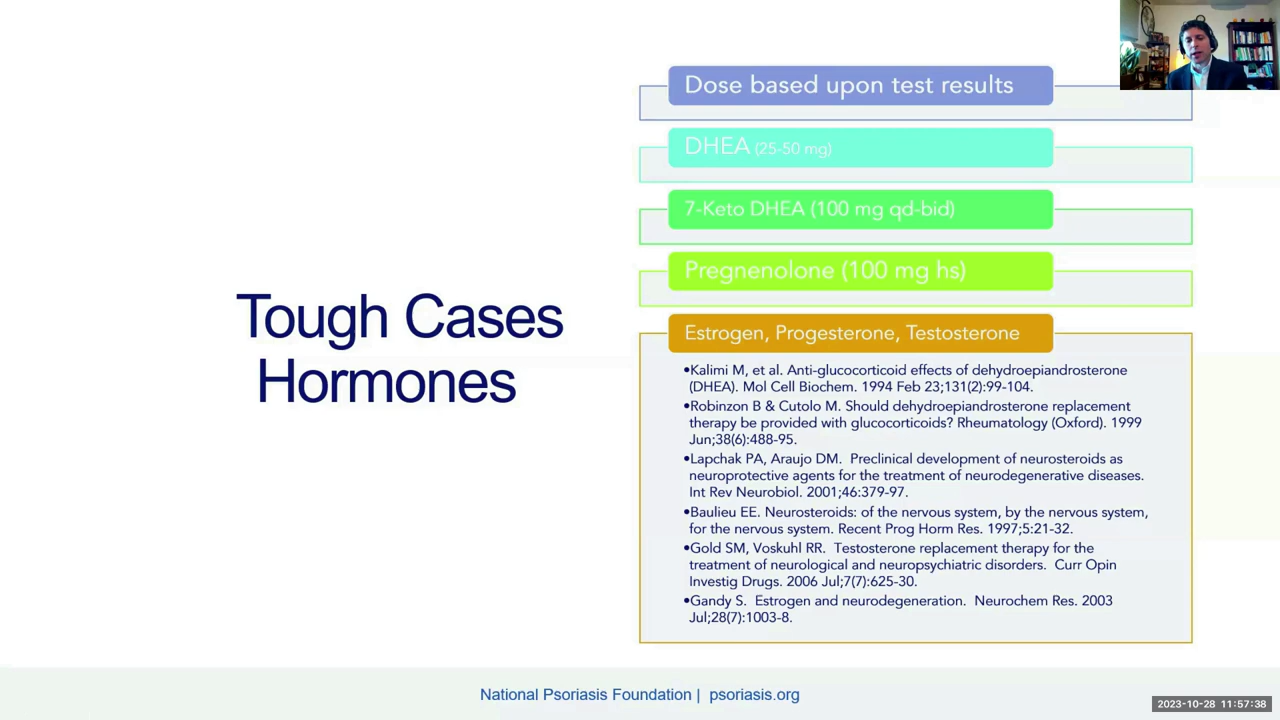 Tough Cases
Hormones
Dose based upon test results
DHEA (25-50 mg)
7-Keto DHEA (100 mg qd-bid)
Pregnenolone (100 mg hs)
Estrogen, Progesterone, Testosterone
•Kalimi M, et al. Anti-glucocorticoid effects of dehydroepiandrosterone
(DHEA). Mol Cell Biochem. 1994 Feb 23;131(2):99-104.
•Robinzon B & Cutolo M. Should dehydroepiandrosterone replacement
therapy be provided with glucocorticoids? Rheumatology (Oxford). 1999
Jun;38(6):488-95.
•Lapchak PA, Araujo DM. Preclinical development of neurosteroids as
neuroprotective agents for the treatment of neurodegenerative diseases.
Int Rev Neurobiol. 2001;46:379-97.
•Baulieu EE. Neurosteroids: of the nervous system, by the nervous system,
for the nervous system. Recent Prog Horm Res. 1997;5:21-32.
•Gold SM, Voskuhl RR. Testosterone replacement therapy for the
treatment of neurological and neuropsychiatric disorders. Curr Opin
Investig Drugs. 2006 Jul;7(7):625-30.
•Gandy S. Estrogen and neurodegeneration. Neurochem Res. 2003
Jul;28(7):1003-8.
National Psoriasis Foundation | psoriasis.org
2023-10-28 11:57:38